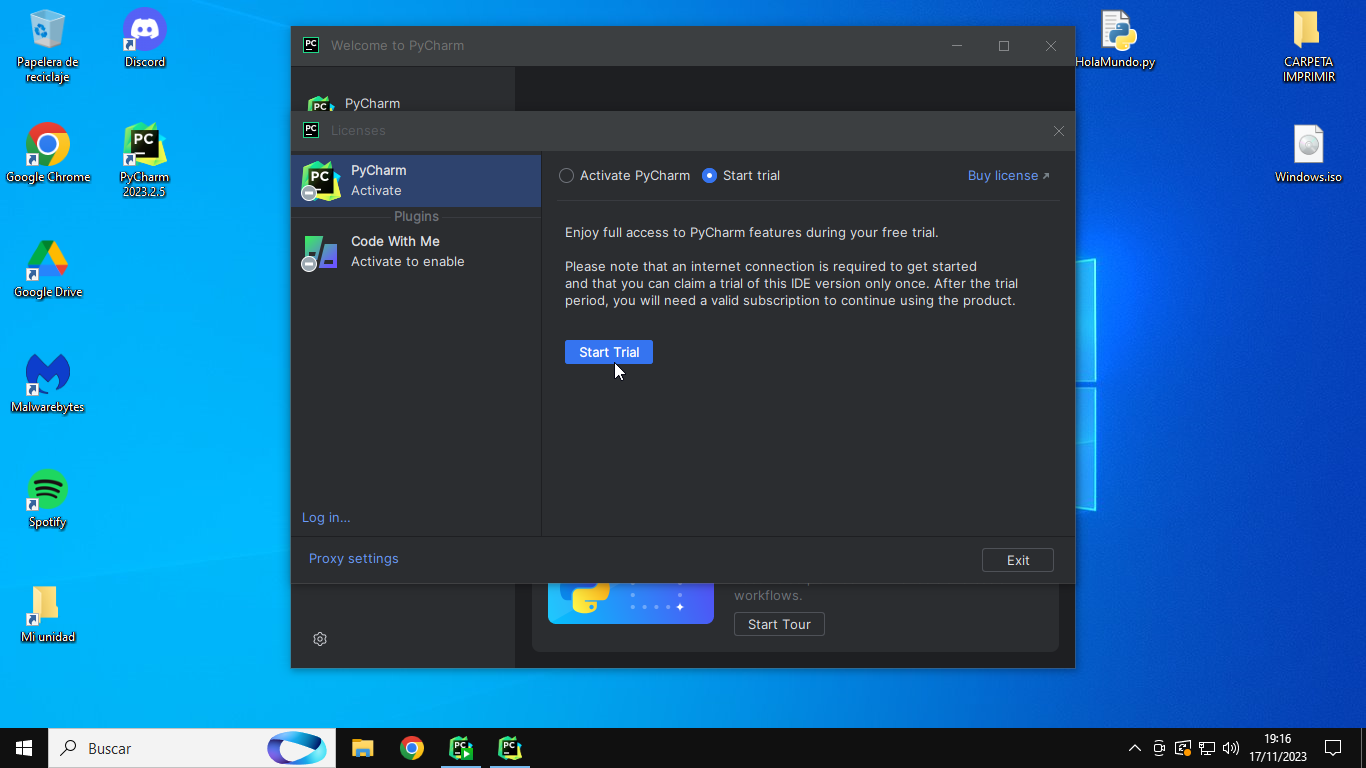 Papelera de
reciclaje
Discord
Google Chrome
PyCharm
2023.2.5
Google Drive
Malwarebytes
Spotify
Mi unidad
HolaMundo.py
CARPETA
IMPRIMIR
Windows.iso
Welcome to PyCharm
PyCharm
Licenses
PyCharm
Activate
Plugins
Code With Me
Activate to enable
Log in...
Activate PyCharm
Start trial
Buy license
Enjoy full access to PyCharm features during your free trial.
Please note that an internet connection is required to get started
and that you can claim a trial of this IDE version only once. After the trial
period, you will need a valid subscription to continue using the product.
Start Trial
Proxy settings
Exit
workflows.
Start Tour
Buscar
19:16
17/11/2023